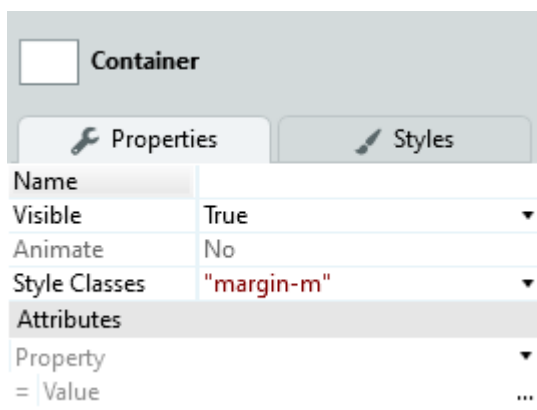 Container
Properties Styles
Name
Visible True
Animate No
Style Classes "margin-m"
Attributes
Property
= Value ...